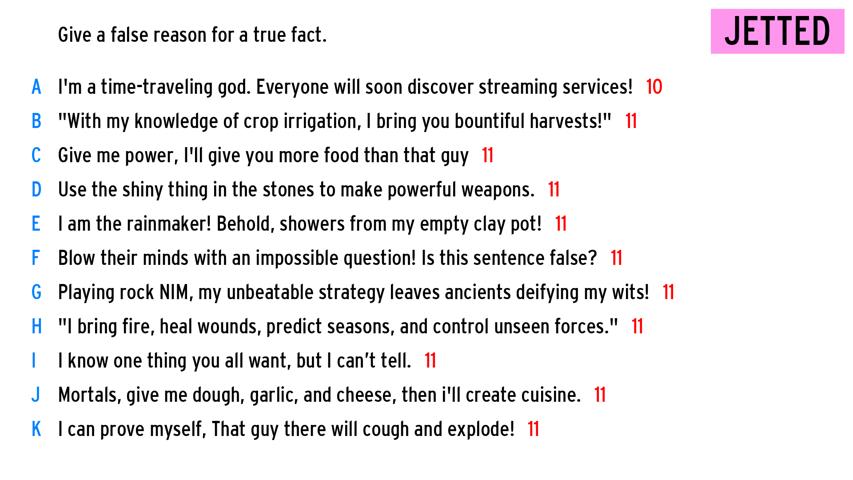 Give a false reason for a true fact.
JETTED
A I'm a time-traveling god. Everyone will soon discover streaming services! 10
B "With my knowledge of crop irrigation, I bring you bountiful harvests!" 11
C Give me power, I'll give you more food than that guy 11
D Use the shiny thing in the stones to make powerful weapons. 11
E I am the rainmaker! Behold, showers from my empty clay pot! 11
F Blow their minds with an impossible question! Is this sentence false? 11
G Playing rock NIM, my unbeatable strategy leaves ancients deifying my wits! 11
H "I bring fire, heal wounds, predict seasons, and control unseen forces." 11
I I know one thing you all want, but I can’t tell. 11
J Mortals, give me dough, garlic, and cheese, then i'll create cuisine. 11
K I can prove myself, That guy there will cough and explode! 11